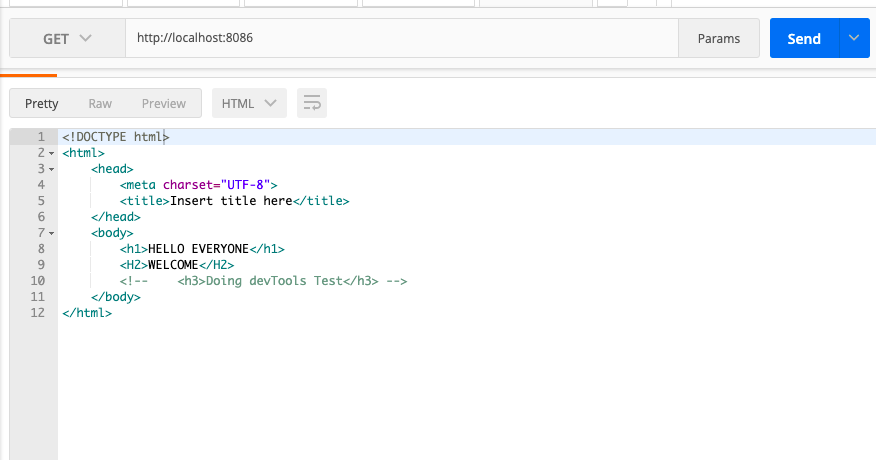 GET http://localhost:8086 Params Send
Pretty Raw Preview HTML
1 <!DOCTYPE html>
2 <html>
3 <head>
4 <meta charset="UTF-8">
5 <title>Insert title here</title>
6 </head>
7 <body>
8 <h1>HELLO EVERYONE</h1>
9 <H2>WELCOME</H2>
10 <!-- <h3>Doing devTools Test</h3> -->
11 </body>
12 </html>